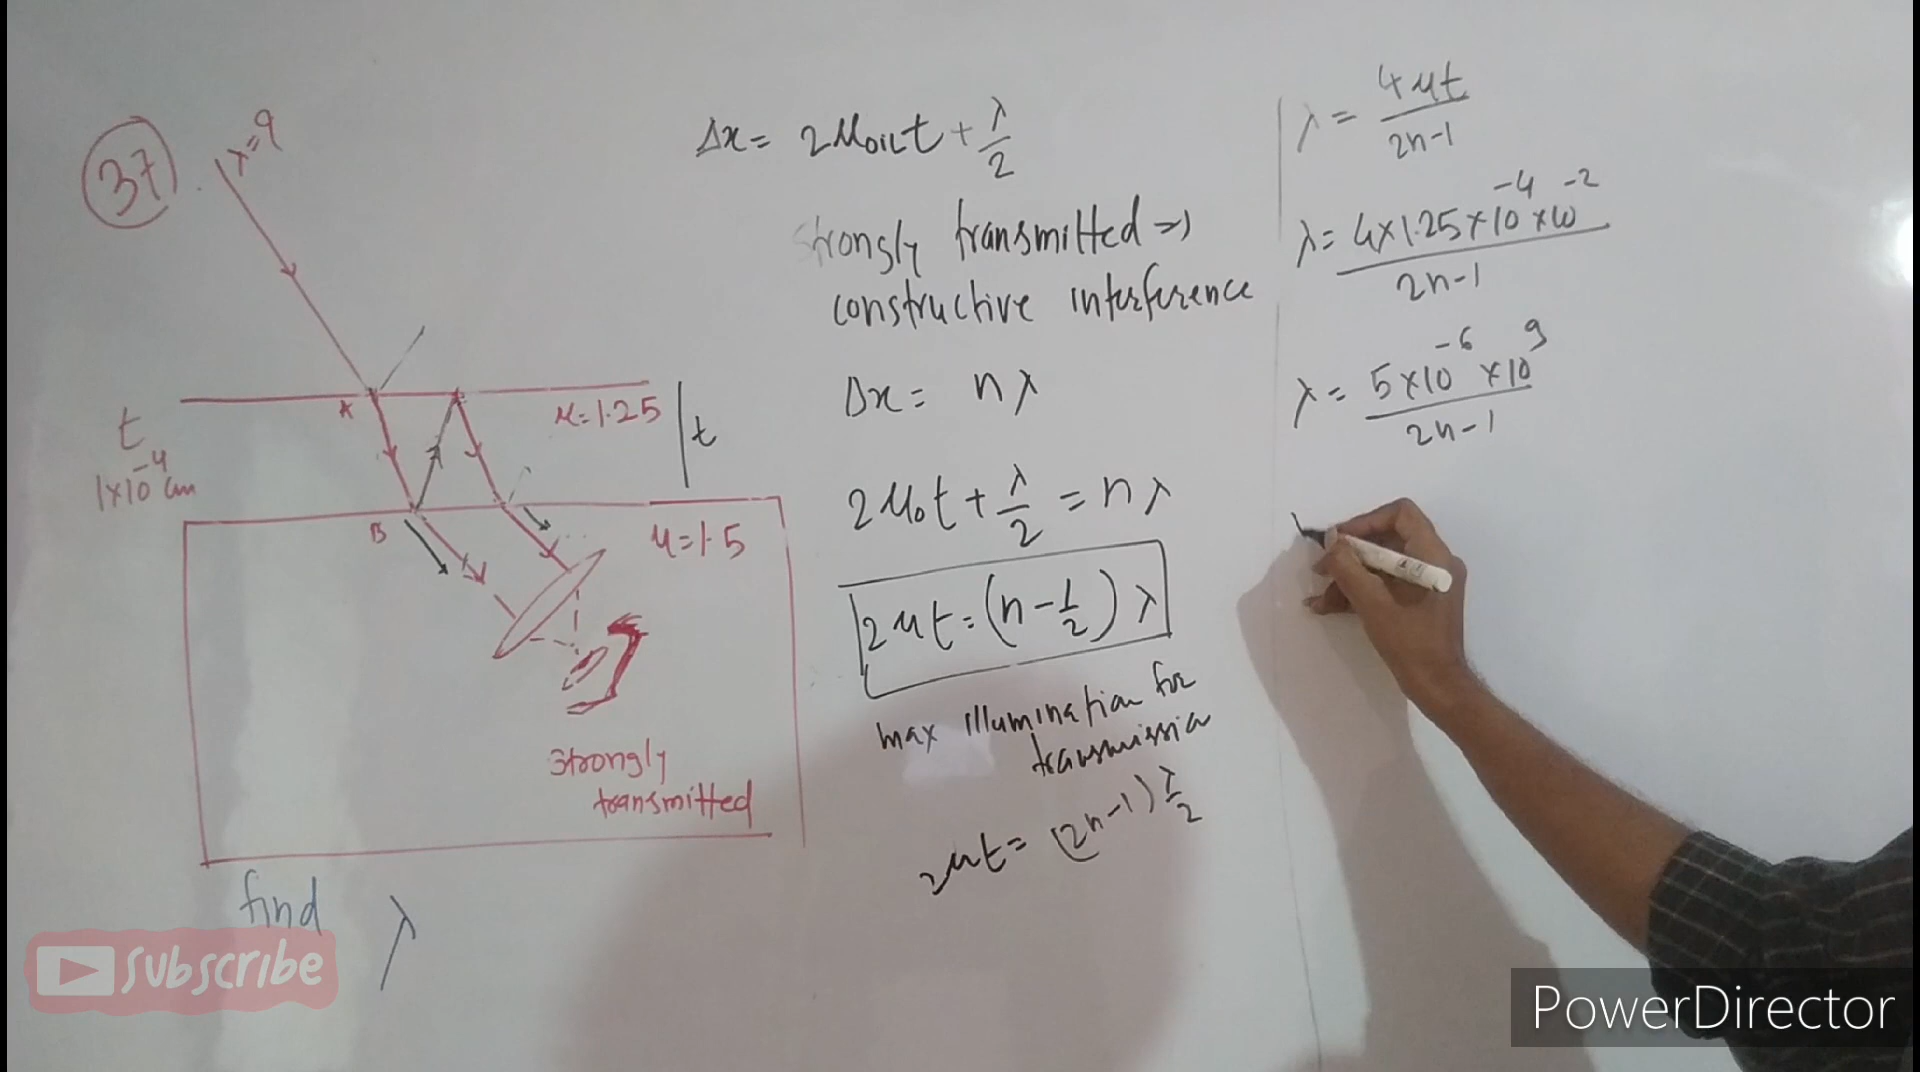 37
λ=9
A
μ=1.25
t
t
1×10⁻⁴ cm
B
μ=1.5
strongly
transmitted
find λ
subscribe
Δx = 2μoil t + λ/2
Strongly transmitted ⇒
constructive interference
Δx = nλ
2μ₀t + λ/2 = nλ
2μt = (n - 1/2) λ
max illumination for
transmission
2μt = (2n-1) λ/2
λ = 4μt / 2n-1
λ = 4×1.25×10⁻⁴×10⁻² / 2n-1
λ = 5×10⁻⁶×10⁹ / 2n-1
PowerDirector